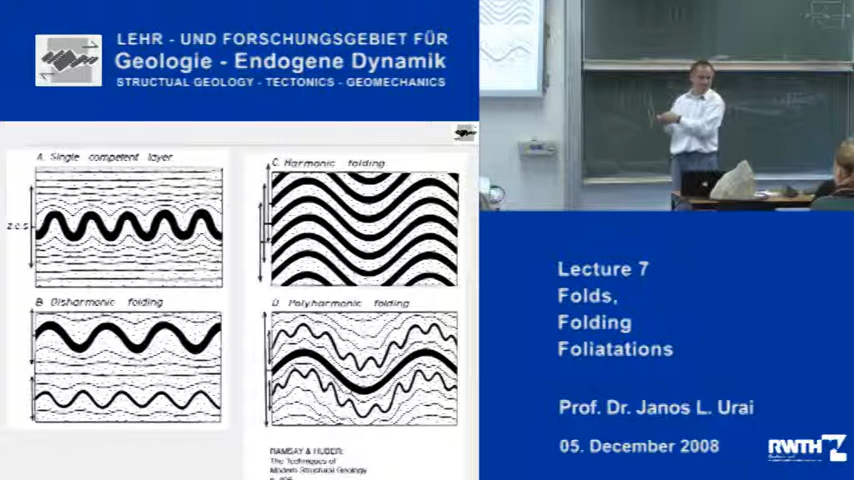 LEHR - UND FORSCHUNGSGEBIET FÜR
Geologie - Endogene Dynamik
STRUCTURAL GEOLOGY - TECTONICS - GEOMECHANICS
A. Single competent layer
C. Harmonic folding
z.c.s
B Disharmonic folding
D. Polyharmonic folding
RAMSAY & HUBER:
The Techniques of
Modern Structural Geology
Lecture 7
Folds,
Folding
Foliatations
Prof. Dr. Janos L. Urai
05. December 2008
RWTH